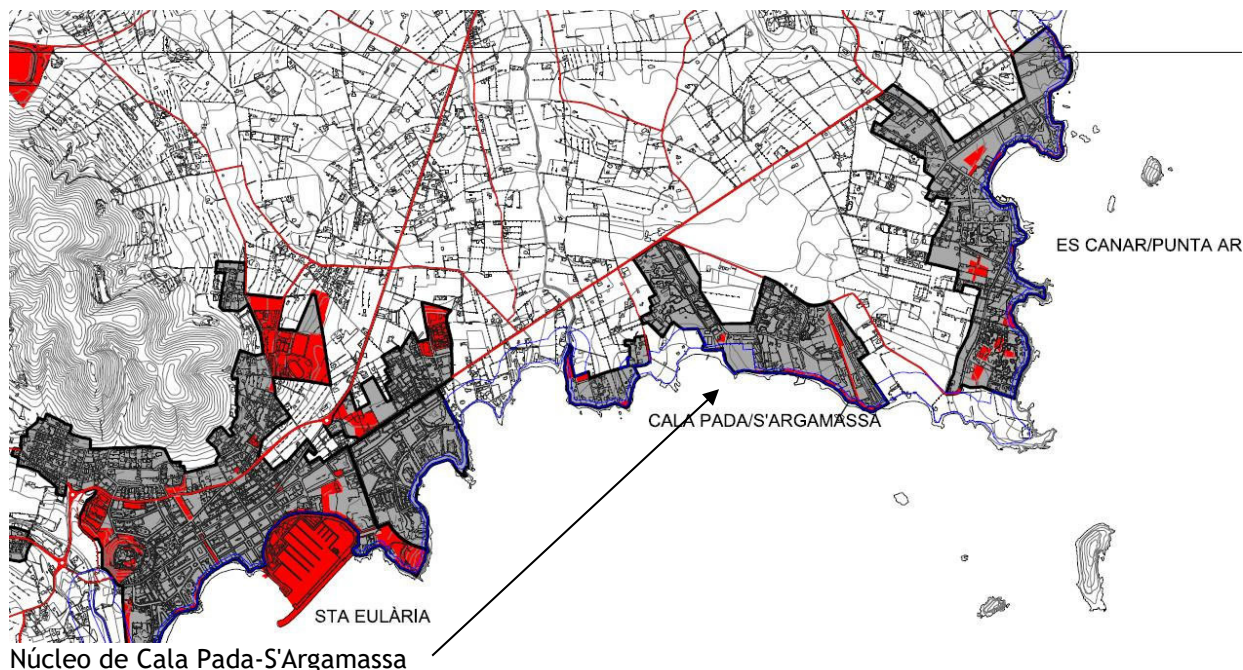 ES CANAR/PUNTA AR
CALA PADA/S'ARGAMASSA
STA EULÀRIA
Núcleo de Cala Pada-S'Argamassa